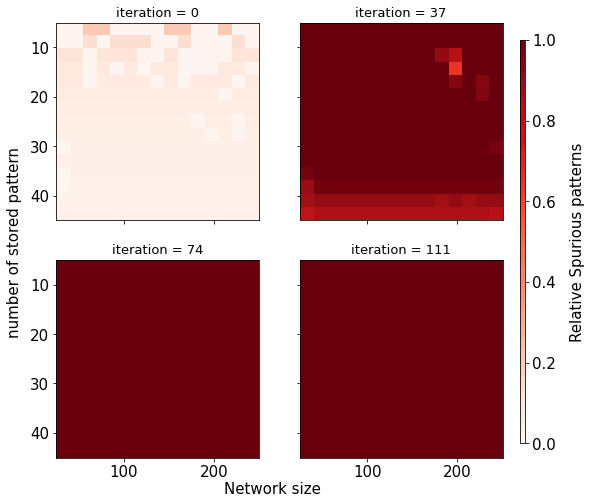 iteration = 0
iteration = 37
10
20
30
40
1.0
0.8
0.6
0.4
0.2
0.0
Relative Spurious patterns
number of stored pattern
iteration = 74
iteration = 111
10
20
30
40
100
200
100
200
Network size